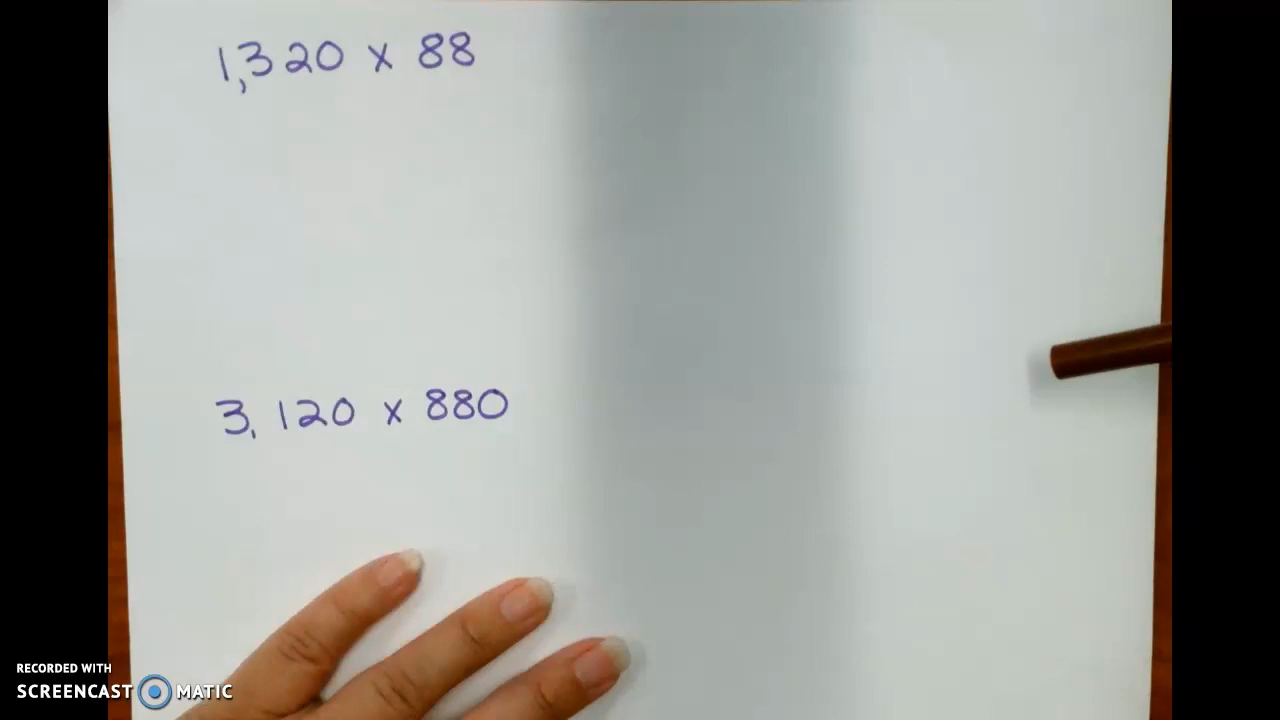 1,320 x 88
3,120 x 880
RECORDED WITH
SCREENCAST MATIC